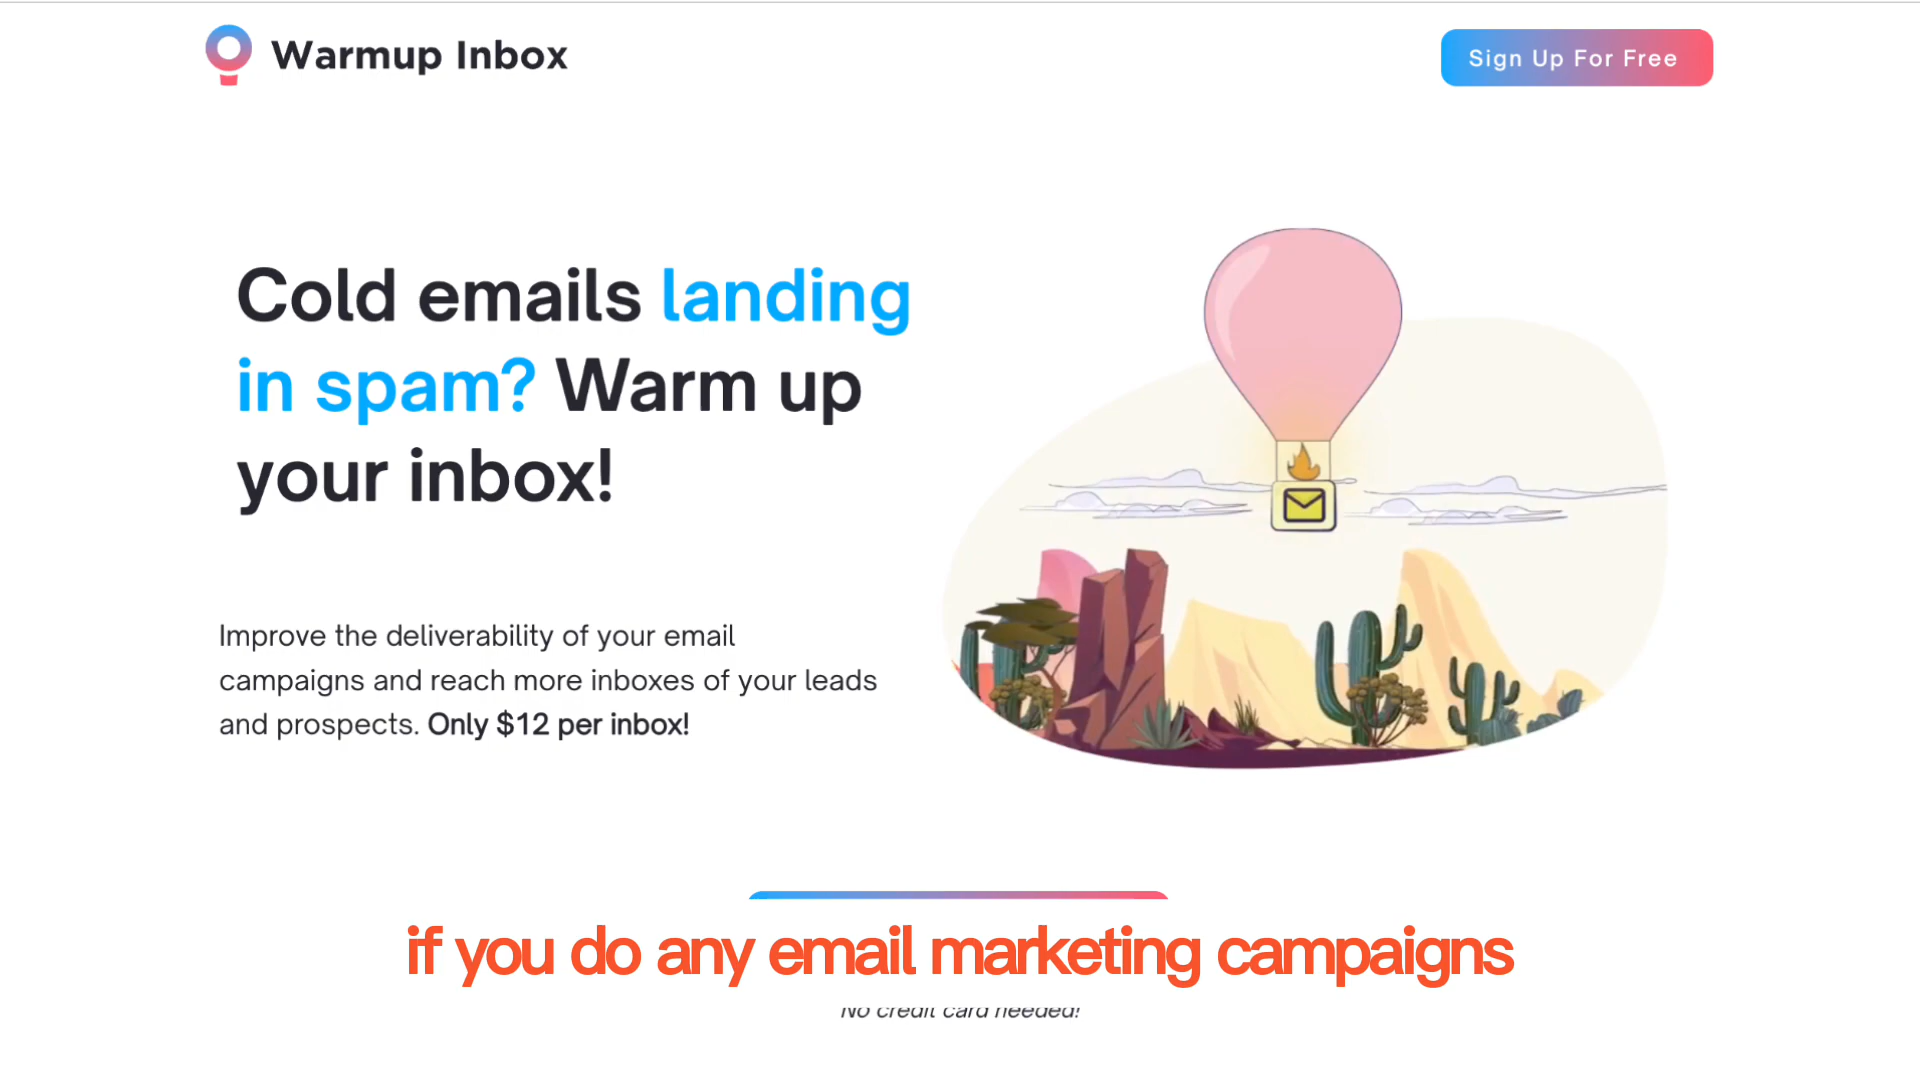 Warmup Inbox
Sign Up For Free
Cold emails landing
in spam? Warm up
your inbox!
Improve the deliverability of your email
campaigns and reach more inboxes of your leads
and prospects. Only $12 per inbox!
if you do any email marketing campaigns
No credit card needed!